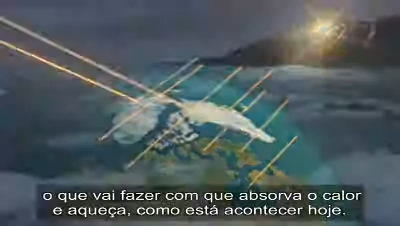 o que vai fazer com que absorva o calor
e aqueça, como está acontecer hoje.